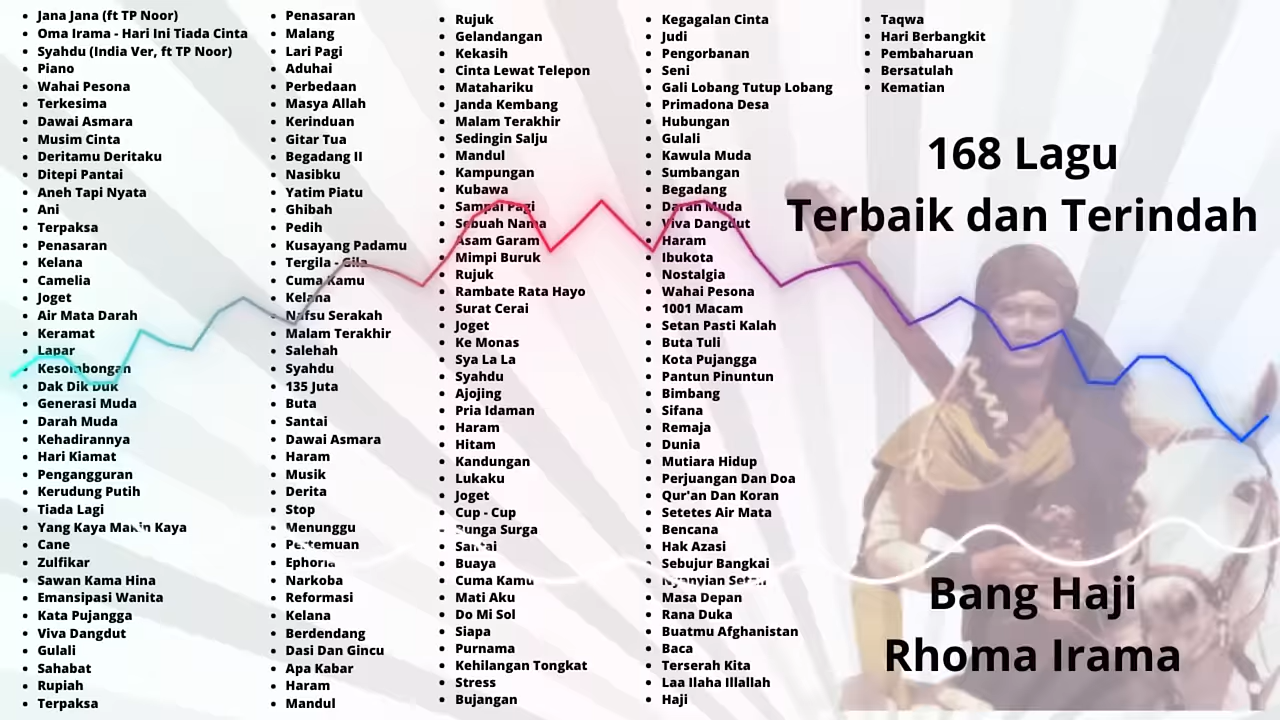 Jana Jana (ft TP Noor)
Oma Irama - Hari Ini Tiada Cinta
Syahdu (India Ver, ft TP Noor)
Piano
Wahai Pesona
Terkesima
Dawai Asmara
Musim Cinta
Deritamu Deritaku
Ditepi Pantai
Aneh Tapi Nyata
Ani
Terpaksa
Penasaran
Kelana
Camelia
Joget
Air Mata Darah
Keramat
Lapar
Kesombongan
Dak Dik Duk
Generasi Muda
Darah Muda
Kehadirannya
Hari Kiamat
Pengangguran
Kerudung Putih
Tiada Lagi
Yang Kaya Makin Kaya
Cane
Zulfikar
Sawan Kama Hina
Emansipasi Wanita
Kata Pujangga
Viva Dangdut
Gulali
Sahabat
Rupiah
Terpaksa
Penasaran
Malang
Lari Pagi
Aduhai
Perbedaan
Masya Allah
Kerinduan
Gitar Tua
Begadang II
Nasibku
Yatim Piatu
Ghibah
Pedih
Kusayang Padamu
Tergila - Gila
Cuma Kamu
Kelana
Nafsu Serakah
Malam Terakhir
Salehah
Syahdu
135 Juta
Buta
Santai
Dawai Asmara
Haram
Musik
Derita
Stop
Menunggu
Pertemuan
Ephoria
Narkoba
Reformasi
Kelana
Berdendang
Dasi Dan Gincu
Apa Kabar
Haram
Mandul
Rujuk
Gelandangan
Kekasih
Cinta Lewat Telepon
Matahariku
Janda Kembang
Malam Terakhir
Sedingin Salju
Mandul
Kampungan
Kubawa
Sampai Pagi
Sebuah Nama
Asam Garam
Mimpi Buruk
Rujuk
Rambate Rata Hayo
Surat Cerai
Joget
Ke Monas
Sya La La
Syahdu
Ajojing
Pria Idaman
Haram
Hitam
Kandungan
Lukaku
Joget
Cup - Cup
Bunga Surga
Santai
Buaya
Cuma Kamu
Mati Aku
Do Mi Sol
Siapa
Purnama
Kehilangan Tongkat
Stress
Bujangan
Kegagalan Cinta
Judi
Pengorbanan
Seni
Gali Lobang Tutup Lobang
Primadona Desa
Hubungan
Gulali
Kawula Muda
Sumbangan
Begadang
Darah Muda
Viva Dangdut
Haram
Ibukota
Nostalgia
Wahai Pesona
1001 Macam
Setan Pasti Kalah
Buta Tuli
Kota Pujangga
Pantun Pinuntun
Bimbang
Sifana
Remaja
Dunia
Mutiara Hidup
Perjuangan Dan Doa
Qur'an Dan Koran
Setetes Air Mata
Bencana
Hak Azasi
Sebujur Bangkai
Nyanyian Setan
Masa Depan
Rana Duka
Buatmu Afghanistan
Baca
Terserah Kita
Laa Ilaha Illallah
Haji
Taqwa
Hari Berbangkit
Pembaharuan
Bersatulah
Kematian
168 Lagu
Terbaik dan Terindah
Bang Haji
Rhoma Irama